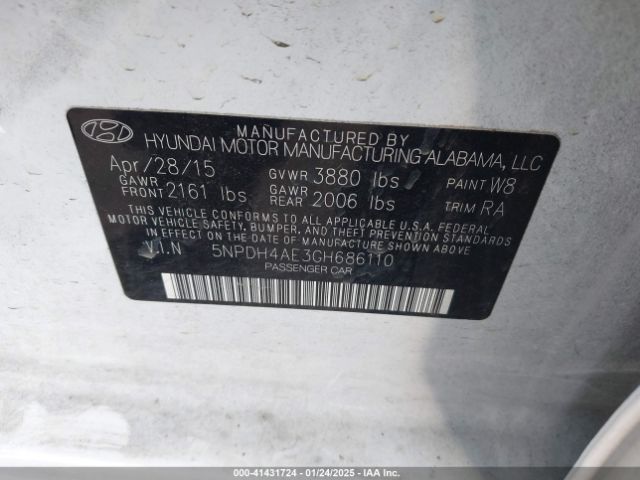 MANUFACTURED BY
HYUNDAI MOTOR MANUFACTURING ALABAMA, LLC
Apr/28/15 GVWR 3880 lbs PAINT W8
GAWR FRONT 2161 lbs GAWR REAR 2006 lbs TRIM RA
THIS VEHICLE CONFORMS TO ALL APPLICABLE U.S.A. FEDERAL
MOTOR VEHICLE SAFETY, BUMPER, AND THEFT PREVENTION STANDARDS
IN EFFECT ON THE DATE OF MANUFACTURE SHOWN ABOVE
V.I.N 5NPDH4AE3GH686110
PASSENGER CAR
000-41431724 - 01/24/2025 - IAA Inc.